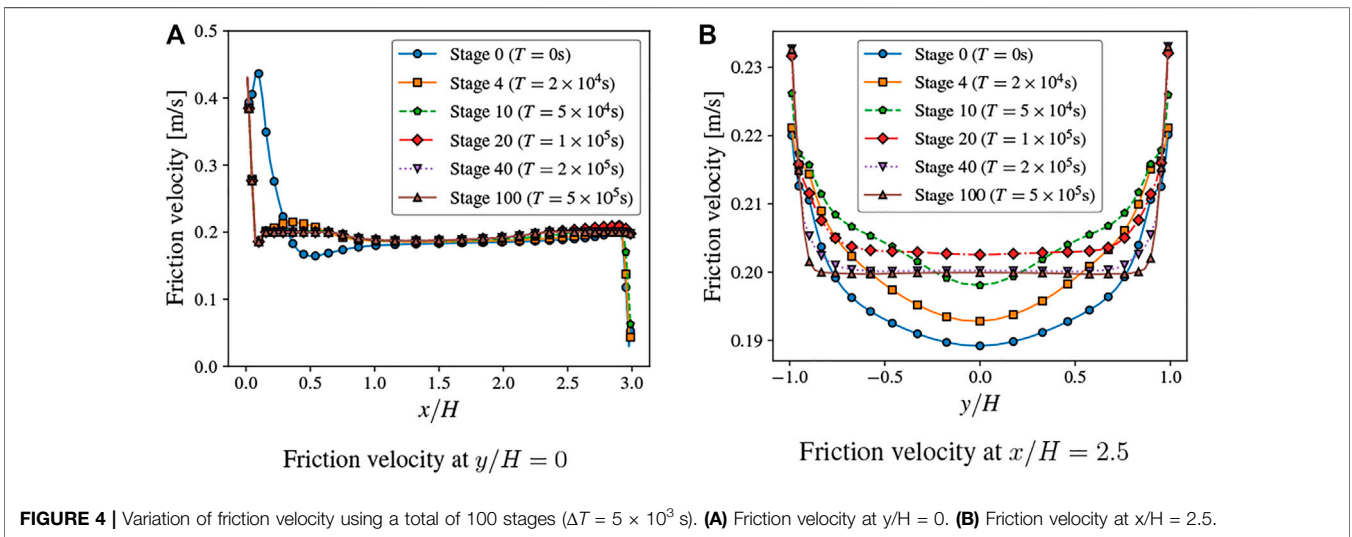 A
Friction velocity [m/s]
0.5
0.4
0.3
0.2
0.1
0.0
Stage 0 (T = 0s)
Stage 4 (T = 2 × 10⁴s)
Stage 10 (T = 5 × 10⁴s)
Stage 20 (T = 1 × 10⁵s)
Stage 40 (T = 2 × 10⁵s)
Stage 100 (T = 5 × 10⁵s)
0.0 0.5 1.0 1.5 2.0 2.5 3.0
x/H
Friction velocity at y/H = 0
B
Friction velocity [m/s]
0.23
0.22
0.21
0.20
0.19
Stage 0 (T = 0s)
Stage 4 (T = 2 × 10⁴s)
Stage 10 (T = 5 × 10⁴s)
Stage 20 (T = 1 × 10⁵s)
Stage 40 (T = 2 × 10⁵s)
Stage 100 (T = 5 × 10⁵s)
−1.0 −0.5 0.0 0.5 1.0
y/H
Friction velocity at x/H = 2.5
FIGURE 4 | Variation of friction velocity using a total of 100 stages (ΔT = 5 × 10³ s). (A) Friction velocity at y/H = 0. (B) Friction velocity at x/H = 2.5.